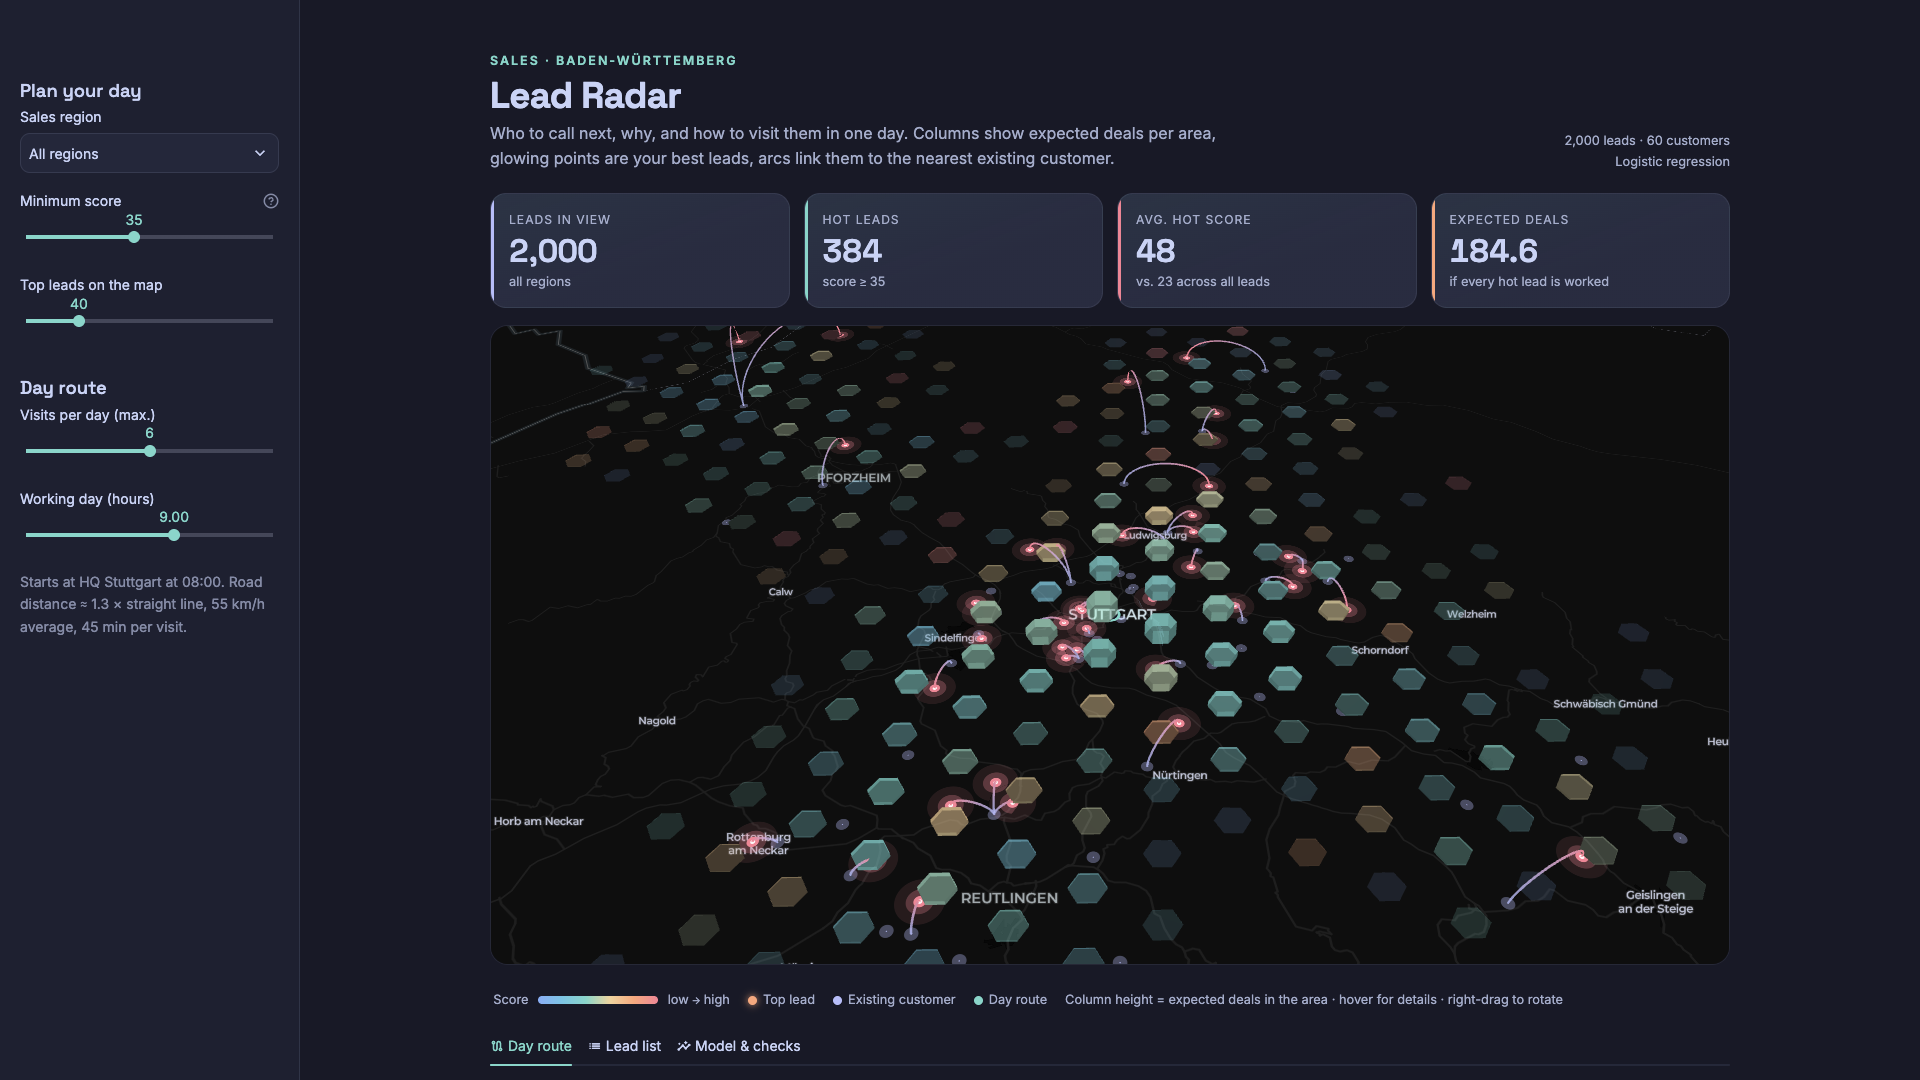 Plan your day
Sales region
All regions
Minimum score
35
Top leads on the map
40
Day route
Visits per day (max.)
6
Working day (hours)
9.00
Starts at HQ Stuttgart at 08:00. Road
distance ≈ 1.3 × straight line, 55 km/h
average, 45 min per visit.
SALES · BADEN-WÜRTTEMBERG
Lead Radar
Who to call next, why, and how to visit them in one day. Columns show expected deals per area,
glowing points are your best leads, arcs link them to the nearest existing customer.
2,000 leads · 60 customers
Logistic regression
LEADS IN VIEW
2,000
all regions
HOT LEADS
384
score ≥ 35
AVG. HOT SCORE
48
vs. 23 across all leads
EXPECTED DEALS
184.6
if every hot lead is worked
PFORZHEIM
Ludwigsburg
Calw
STUTTGART
Welzheim
Sindelfingen
Schorndorf
Nagold
Schwäbisch Gmünd
Heu
Nürtingen
Horb am Neckar
Rottenburg
am Neckar
REUTLINGEN
Geislingen
an der Steige
Score low → high Top lead Existing customer Day route Column height = expected deals in the area · hover for details · right-drag to rotate
Day route Lead list Model & checks